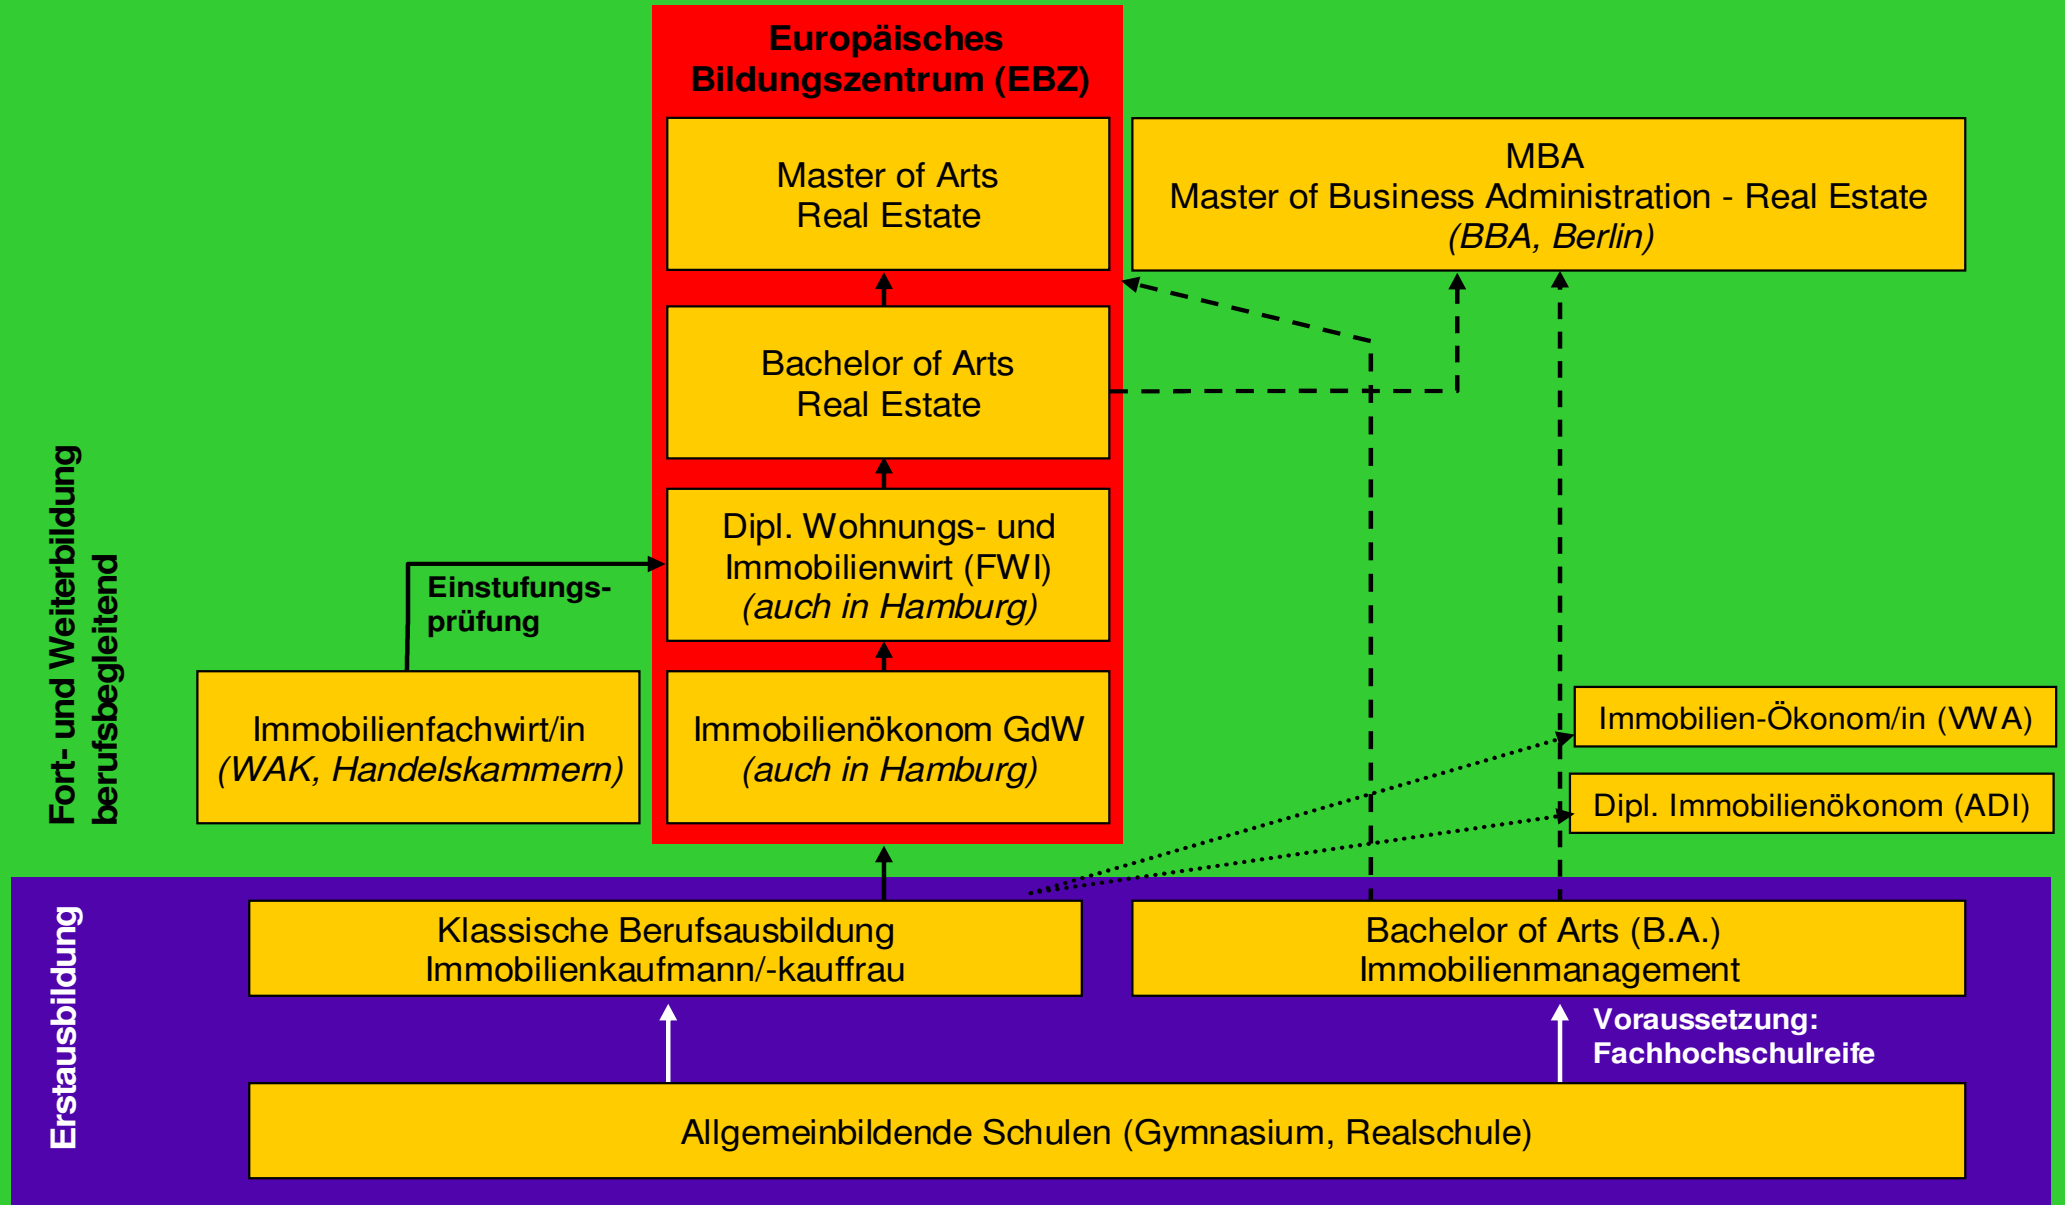 Europäisches
Bildungszentrum (EBZ)
Master of Arts
Real Estate
MBA
Master of Business Administration - Real Estate
(BBA, Berlin)
Bachelor of Arts
Real Estate
Fort- und Weiterbildung
berufsbegleitend
Dipl. Wohnungs- und
Immobilienwirt (FWI)
(auch in Hamburg)
Einstufungs-
prüfung
Immobilienfachwirt/in
(WAK, Handelskammern)
Immobilienökonom GdW
(auch in Hamburg)
Immobilien-Ökonom/in (VWA)
Dipl. Immobilienökonom (ADI)
Erstausbildung
Klassische Berufsausbildung
Immobilienkaufmann/-kauffrau
Bachelor of Arts (B.A.)
Immobilienmanagement
Voraussetzung:
Fachhochschulreife
Allgemeinbildende Schulen (Gymnasium, Realschule)